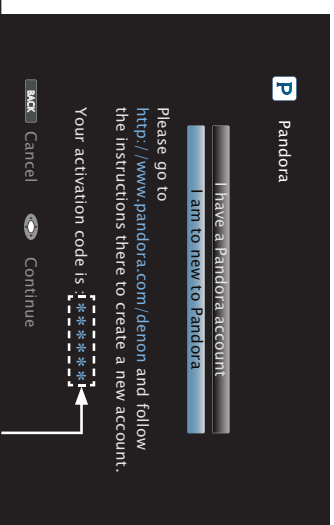 P Pandora
I have a Pandora account
I am to new to Pandora
Please go to
http://www.pandora.com/denon and follow
the instructions there to create a new account.
Your activation code is : ******
BACK Cancel Continue